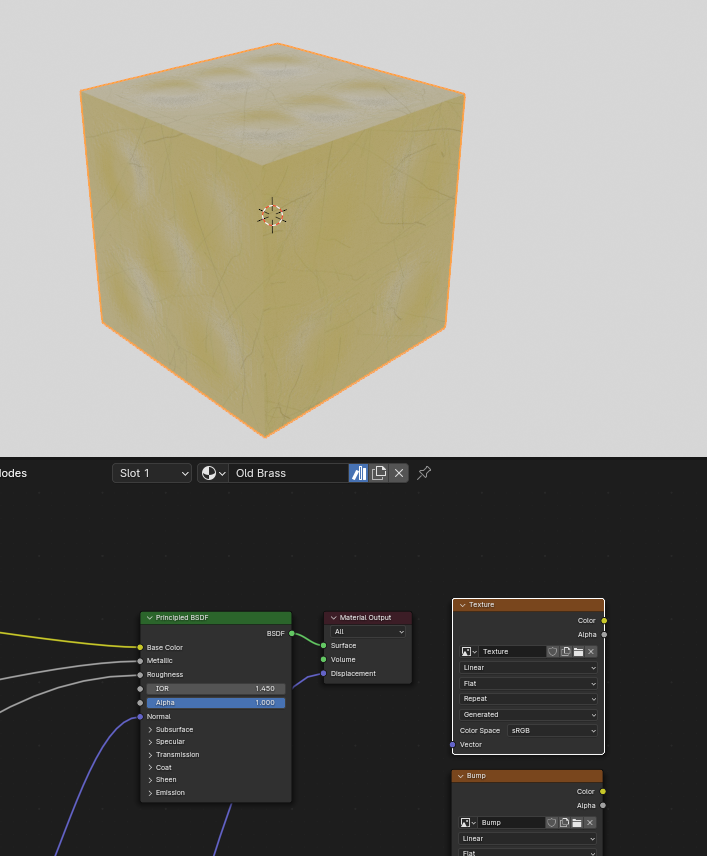 lodes
Slot 1
Old Brass
Principled BSDF
BSDF
Base Color
Metallic
Roughness
IOR 1.450
Alpha 1.000
Normal
Subsurface
Specular
Transmission
Coat
Sheen
Emission
Material Output
All
Surface
Volume
Displacement
Texture
Color
Alpha
Texture
Linear
Flat
Repeat
Generated
Color Space sRGB
Vector
Bump
Color
Alpha
Bump
Linear
Flat